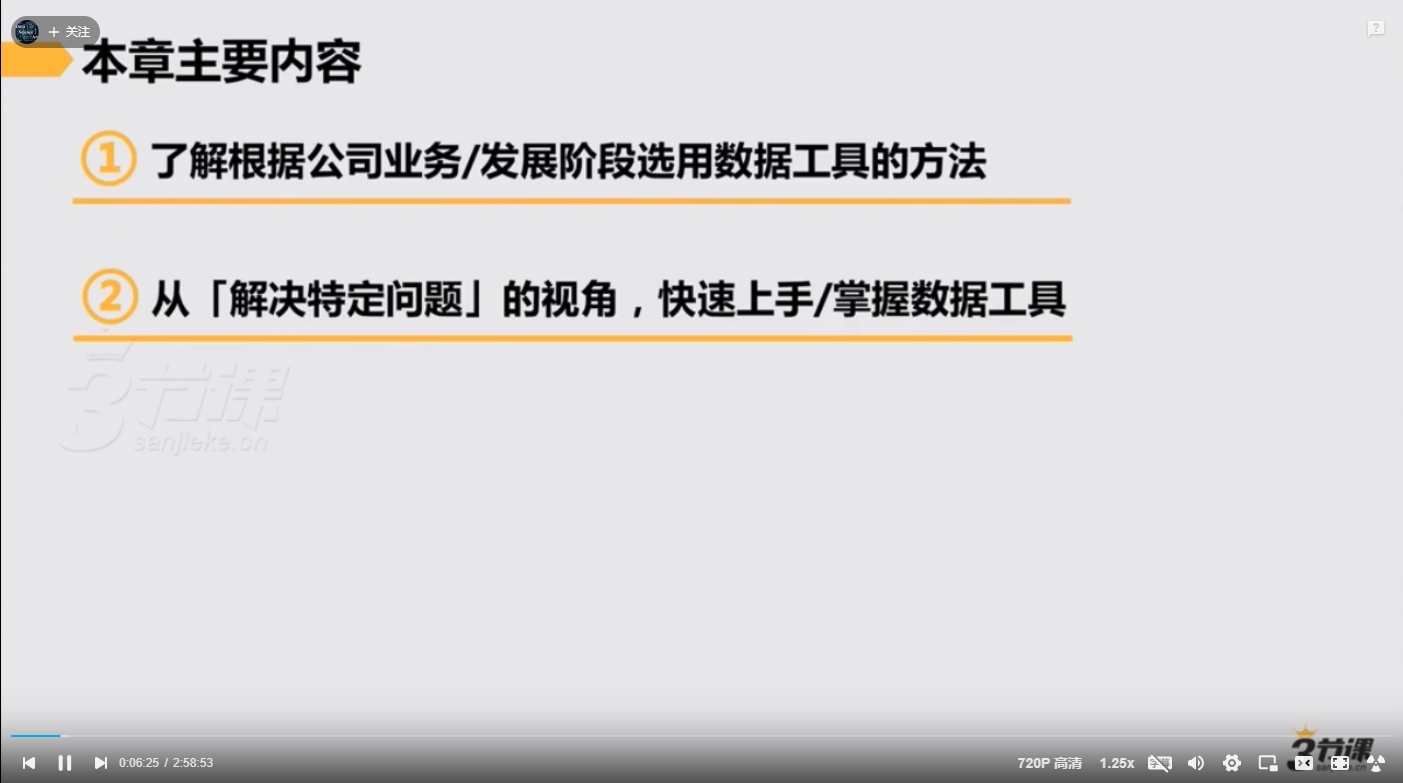 + 关注
本章主要内容
① 了解根据公司业务/发展阶段选用数据工具的方法
② 从「解决特定问题」的视角，快速上手/掌握数据工具
3节课
sanjieke.cn
3节课
0:06:25 / 2:58:53
720P 高清
1.25x